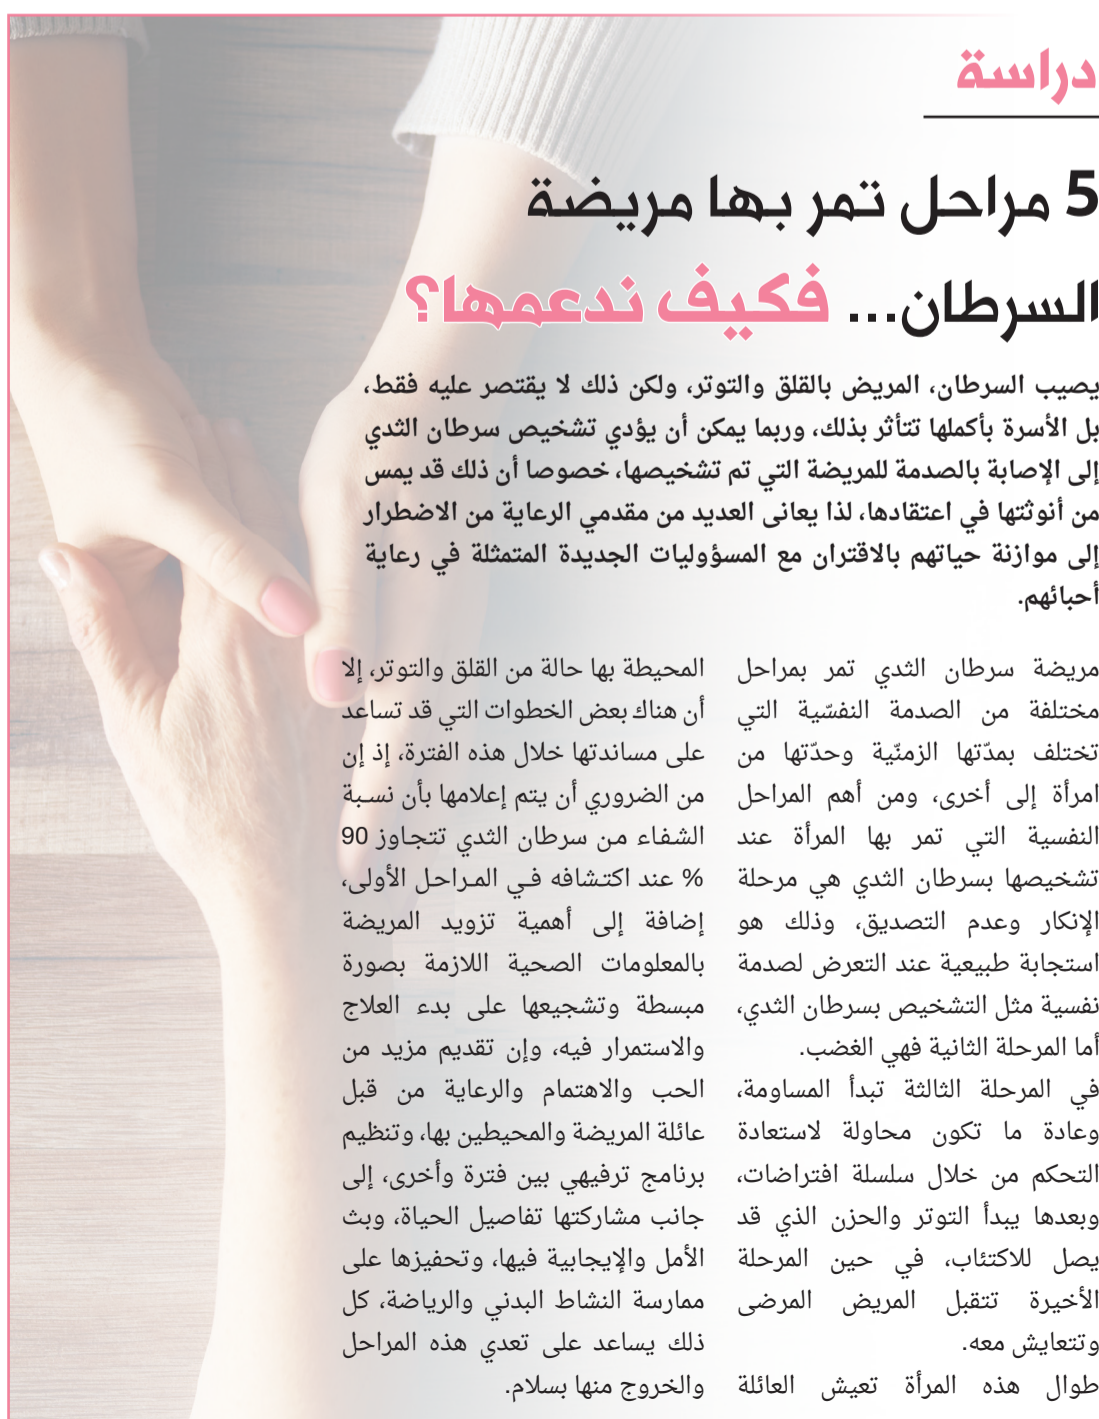 دراسة
5 مراحل تمر بها مريضة
السرطان... فكيف ندعمها؟
يصيب السرطان، المريض بالقلق والتوتر، ولكن ذلك لا يقتصر عليه فقط،
بل الأسرة بأكملها تتأثر بذلك، وربما يمكن أن يؤدي تشخيص سرطان الثدي
إلى الإصابة بالصدمة للمريضة التي تم تشخيصها، خصوصا أن ذلك قد يمس
من أنوثتها في اعتقادها، لذا يعانى العديد من مقدمي الرعاية من الاضطرار
إلى موازنة حياتهم بالاقتران مع المسؤوليات الجديدة المتمثلة في رعاية
أحبائهم.
مريضة سرطان الثدي تمر بمراحل
مختلفة من الصدمة النفسّية التي
تختلف بمدّتها الزمنّية وحدّتها من
امرأة إلى أخرى، ومن أهم المراحل
النفسية التي تمر بها المرأة عند
تشخيصها بسرطان الثدي هي مرحلة
الإنكار وعدم التصديق، وذلك هو
استجابة طبيعية عند التعرض لصدمة
نفسية مثل التشخيص بسرطان الثدي،
أما المرحلة الثانية فهي الغضب.
في المرحلة الثالثة تبدأ المساومة،
وعادة ما تكون محاولة لاستعادة
التحكم من خلال سلسلة افتراضات،
وبعدها يبدأ التوتر والحزن الذي قد
يصل للاكتئاب، في حين المرحلة
الأخيرة تتقبل المريض المرضى
وتتعايش معه.
طوال هذه المرأة تعيش العائلة
المحيطة بها حالة من القلق والتوتر، إلا
أن هناك بعض الخطوات التي قد تساعد
على مساندتها خلال هذه الفترة، إذ إن
من الضروري أن يتم إعلامها بأن نسبة
الشفاء من سرطان الثدي تتجاوز 90
% عند اكتشافه في المراحل الأولى،
إضافة إلى أهمية تزويد المريضة
بالمعلومات الصحية اللازمة بصورة
مبسطة وتشجيعها على بدء العلاج
والاستمرار فيه، وإن تقديم مزيد من
الحب والاهتمام والرعاية من قبل
عائلة المريضة والمحيطين بها، وتنظيم
برنامج ترفيهي بين فترة وأخرى، إلى
جانب مشاركتها تفاصيل الحياة، وبث
الأمل والإيجابية فيها، وتحفيزها على
ممارسة النشاط البدني والرياضة، كل
ذلك يساعد على تعدي هذه المراحل
والخروج منها بسلام.